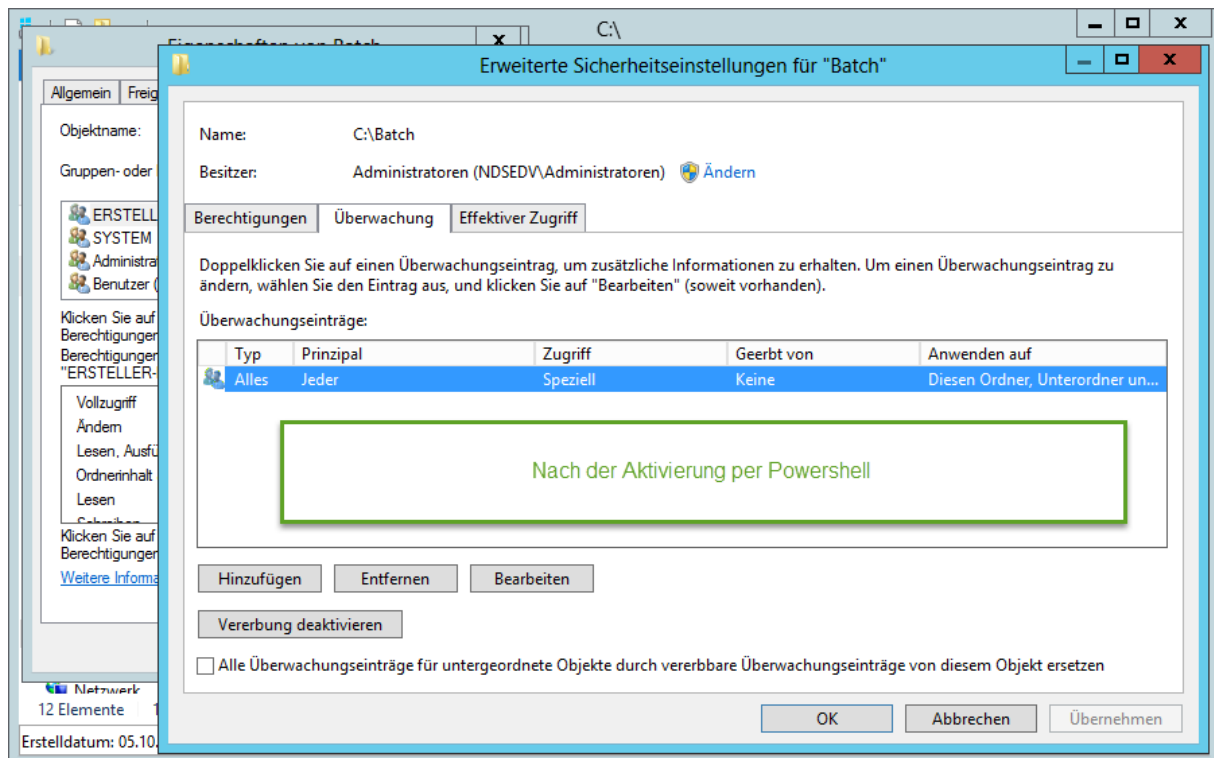 C:\
Erweiterte Sicherheitseinstellungen für "Batch"
Allgemein
Objektname:
Gruppen- oder
ERSTELL
SYSTEM
Administra
Benutzer (
Klicken Sie auf
Berechtigungen
Berechtigungen
"ERSTELLER-
Vollzugriff
Ändern
Lesen, Ausfü
Ordnerinhalt
Lesen
Klicken Sie auf
Berechtigungen
Weitere Informa
Netzwerk
12 Elemente 1
Erstelldatum: 05.10.
Name: C:\Batch
Besitzer: Administratoren (NDSEDV\Administratoren) Ändern
Berechtigungen Überwachung Effektiver Zugriff
Doppelklicken Sie auf einen Überwachungseintrag, um zusätzliche Informationen zu erhalten. Um einen Überwachungseintrag zu
ändern, wählen Sie den Eintrag aus, und klicken Sie auf "Bearbeiten" (soweit vorhanden).
Überwachungseinträge:
Typ Prinzipal Zugriff Geerbt von Anwenden auf
Alles Jeder Speziell Keine Diesen Ordner, Unterordner un...
Nach der Aktivierung per Powershell
Hinzufügen Entfernen Bearbeiten
Vererbung deaktivieren
Alle Überwachungseinträge für untergeordnete Objekte durch vererbbare Überwachungseinträge von diesem Objekt ersetzen
OK Abbrechen Übernehmen